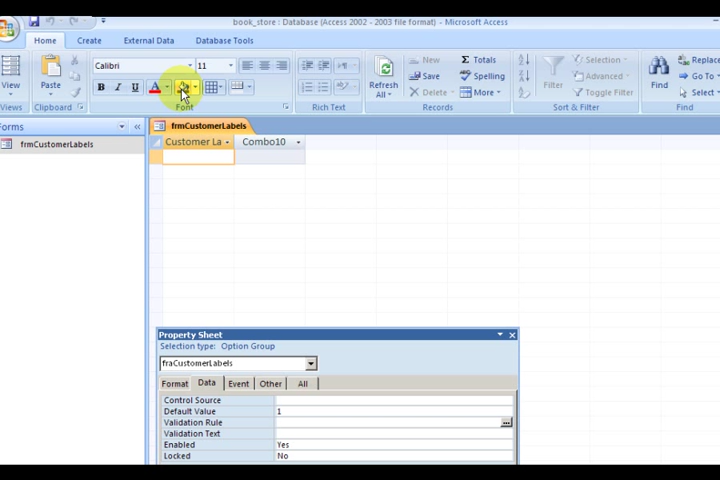 book_store : Database (Access 2002 - 2003 file format) - Microsoft Access
Home Create External Data Database Tools
View Paste Calibri 11 Refresh All New Save Delete Totals Spelling More Filter Selection Advanced Toggle Filter Find Replace Go To Select
B I U A
Views Clipboard Font Rich Text Records Sort & Filter Find
Forms
frmCustomerLabels
frmCustomerLabels
Customer La Combo10
Property Sheet
Selection type: Option Group
fraCustomerLabels
Format Data Event Other All
Control Source
Default Value 1
Validation Rule
Validation Text
Enabled Yes
Locked No